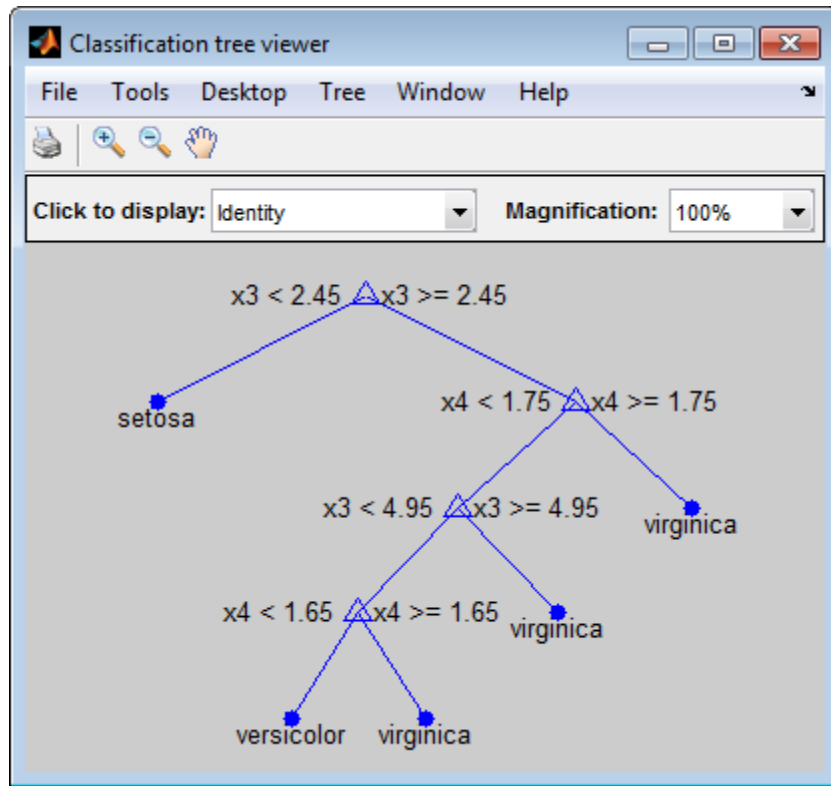 Classification tree viewer
File Tools Desktop Tree Window Help
Click to display: Identity Magnification: 100%
x3 < 2.45 x3 >= 2.45
setosa
x4 < 1.75 x4 >= 1.75
x3 < 4.95 x3 >= 4.95
virginica
x4 < 1.65 x4 >= 1.65
virginica
versicolor virginica